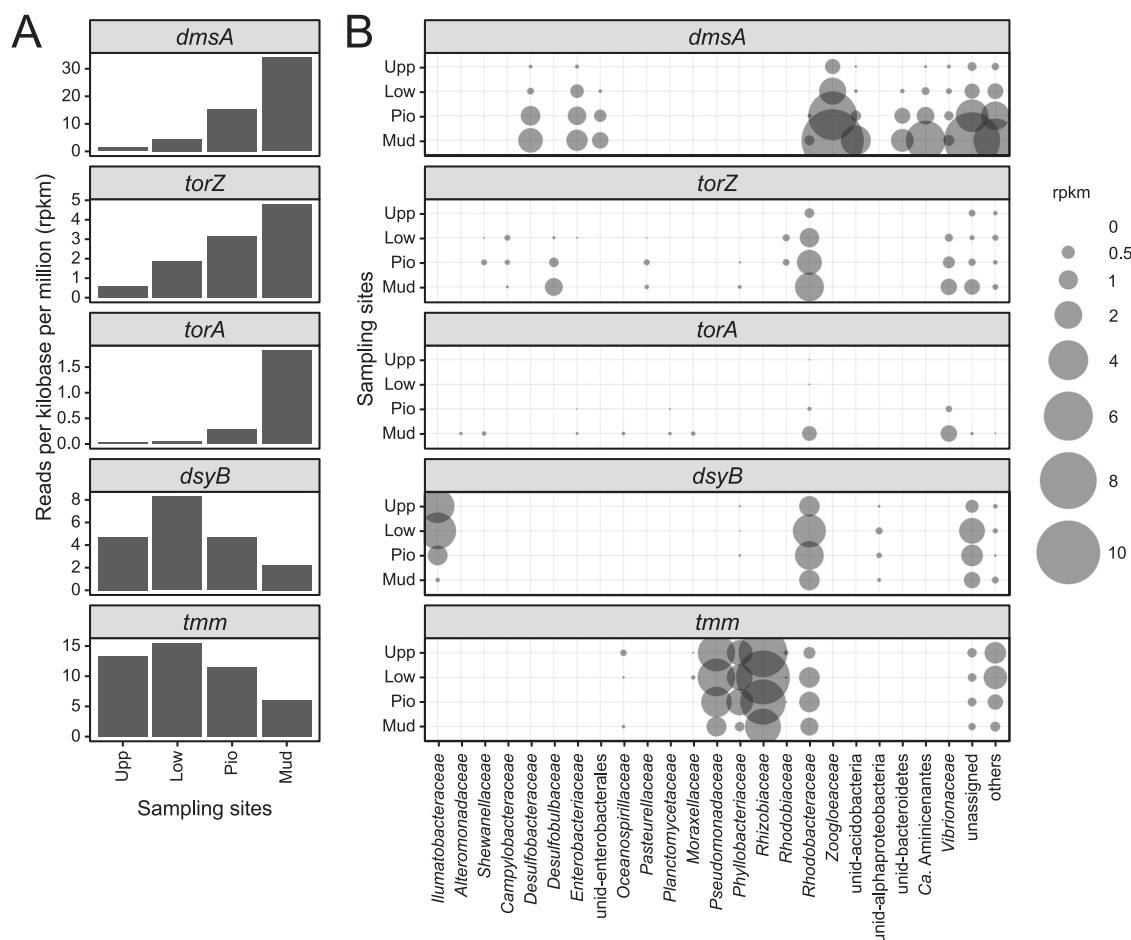 A
Reads per kilobase per million (rpkm)
dmsA
30
20
10
0
torZ
5
4
3
2
1
0
torA
1.5
1.0
0.5
0.0
dsyB
8
6
4
2
0
tmm
15
10
5
0
Upp
Low
Pio
Mud
Sampling sites
B
Sampling sites
dmsA
Upp
Low
Pio
Mud
torZ
Upp
Low
Pio
Mud
torA
Upp
Low
Pio
Mud
dsyB
Upp
Low
Pio
Mud
tmm
Upp
Low
Pio
Mud
Ilumatobacteraceae
Alteromonadaceae
Shewanellaceae
Campylobacteraceae
Desulfobacteraceae
Desulfobulbaceae
Enterobacteriaceae
unid-enterobacterales
Oceanospirillaceae
Pasteurellaceae
Planctomycetaceae
Moraxellaceae
Pseudomonadaceae
Phyllobacteriaceae
Rhizobiaceae
Rhodobiaceae
Rhodobacteraceae
Zoogloeaceae
unid-acidobacteria
unid-alphaproteobacteria
unid-bacteroidetes
Ca. Aminicenantes
Vibrionaceae
unassigned
others
rpkm
0
0.5
1
2
4
6
8
10